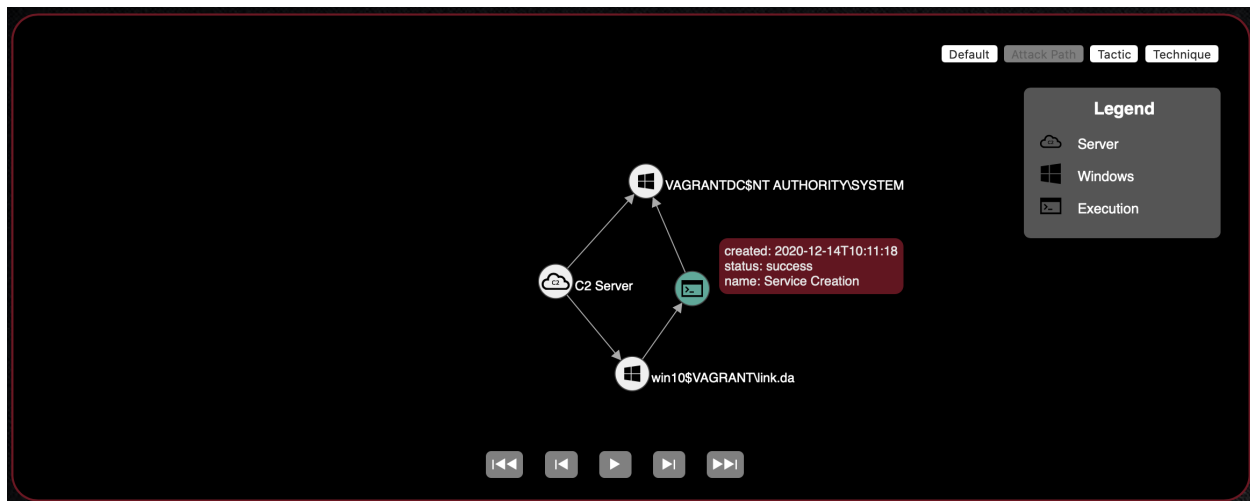 Default Attack Path Tactic Technique
Legend
C2 Server
Windows
>_ Execution
VAGRANTDC$NT AUTHORITY\SYSTEM
created: 2020-12-14T10:11:18
status: success
name: Service Creation
C2 C2 Server
>_
win10$VAGRANT\link.da